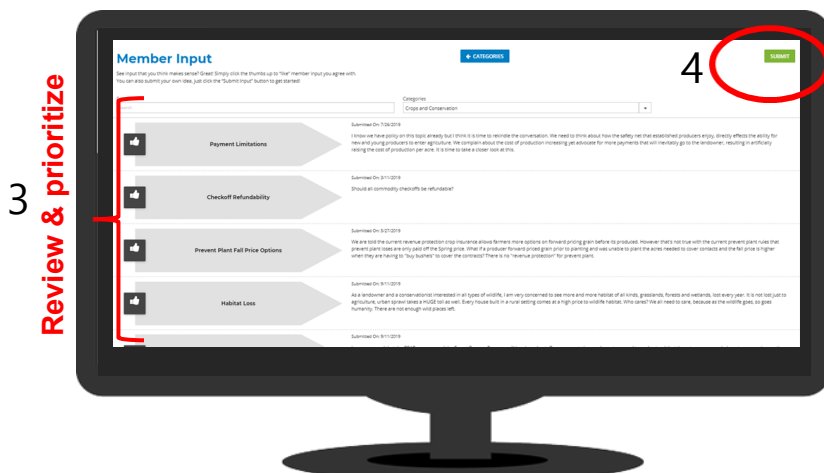 Member Input
← CATEGORIES
4
SUBMIT
See input that you think makes sense? Great! Simply click the thumbs up to "like" member input you agree with.
You can also submit your own idea, just click the "Submit Input" button to get started!
Categories
Crops and Conservation
3
Review & prioritize
Submitted On: 7/26/2019
Payment Limitations
I know we have policy on this topic already but I think it is time to rekindle the conversation. We need to think about how the safety net that established producers enjoy, directly effects the ability for
new and young producers to enter agriculture. We complain about the cost of production increasing yet advocate for more payments that will inevitably go to the landowner, resulting in artificially
raising the cost of production per acre. It is time to take a closer look at this.
Submitted On: 3/11/2019
Checkoff Refundability
Should all commodity checkoffs be refundable?
Submitted On: 5/27/2019
Prevent Plant Fall Price Options
We are told the current revenue protection crop insurance allows farmers more options on forward pricing grain before its produced. However that's not true with the current prevent plant rules that
prevent plant loses are only paid off the Spring price. What if a producer forward priced grain prior to planting and was unable to plant the acres needed to cover contacts and the fall price is higher
when they are having to "buy bushels" to cover the contracts? There is no "revenue protection" for prevent plant.
Submitted On: 9/11/2019
Habitat Loss
As a landowner and a conservationist interested in all types of wildlife, I am very concerned to see more and more habitat of all kinds, grasslands, forests and wetlands, lost every year. It is not lost just to
agriculture, urban sprawl takes a HUGE toll as well. Every house built in a rural setting comes at a high price to wildlife habitat. Who cares? We all need to care, because as the wildlife goes, so goes
humanity. There are not enough wild places left.
Submitted On: 9/11/2019